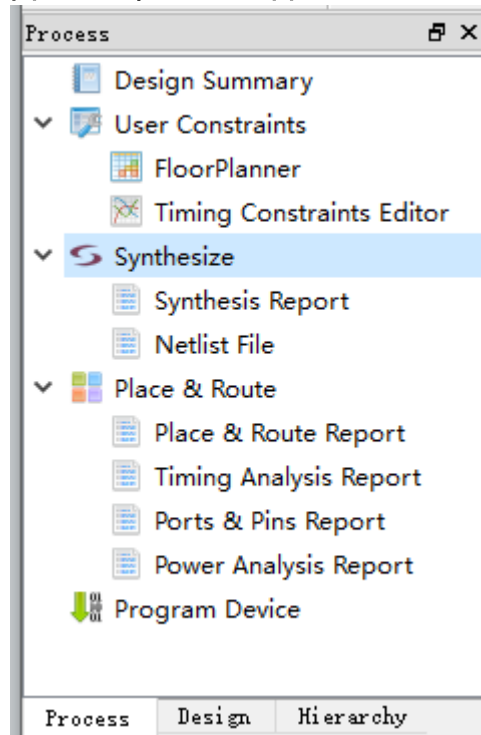 Process
Design Summary
User Constraints
FloorPlanner
Timing Constraints Editor
Synthesize
Synthesis Report
Netlist File
Place & Route
Place & Route Report
Timing Analysis Report
Ports & Pins Report
Power Analysis Report
Program Device
Process Design Hierarchy